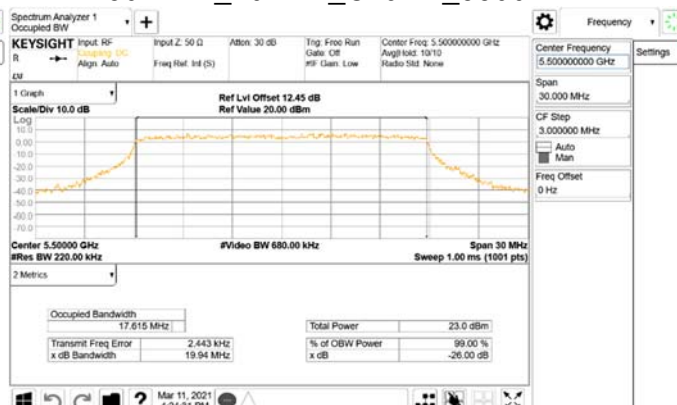 Spectrum Analyzer 1
Occupied BW
Frequency
KEYSIGHT
Input: RF
Coupling: DC
Align: Auto
Input Z: 50 Ω
Freq Ref: Int (S)
Atten: 30 dB
Trig: Free Run
Gate: Off
#IF Gain: Low
Center Freq: 5.500000000 GHz
Avg|Hold: 10/10
Radio Std: None
R
Center Frequency
5.500000000 GHz
Settings
Span
30.000 MHz
CF Step
3.000000 MHz
Auto
Man
Freq Offset
0 Hz
1 Graph
Scale/Div 10.0 dB
Ref Lvl Offset 12.45 dB
Ref Value 20.00 dBm
Log
10.0
0.00
-10.0
-20.0
-30.0
-40.0
-50.0
-60.0
-70.0
Center 5.50000 GHz
#Res BW 220.00 kHz
#Video BW 680.00 kHz
Span 30 MHz
Sweep 1.00 ms (1001 pts)
2 Metrics
Occupied Bandwidth
17.615 MHz
Total Power 23.0 dBm
Transmit Freq Error 2.443 kHz
% of OBW Power 99.00 %
x dB Bandwidth 19.94 MHz
x dB -26.00 dB
Mar 11, 2021